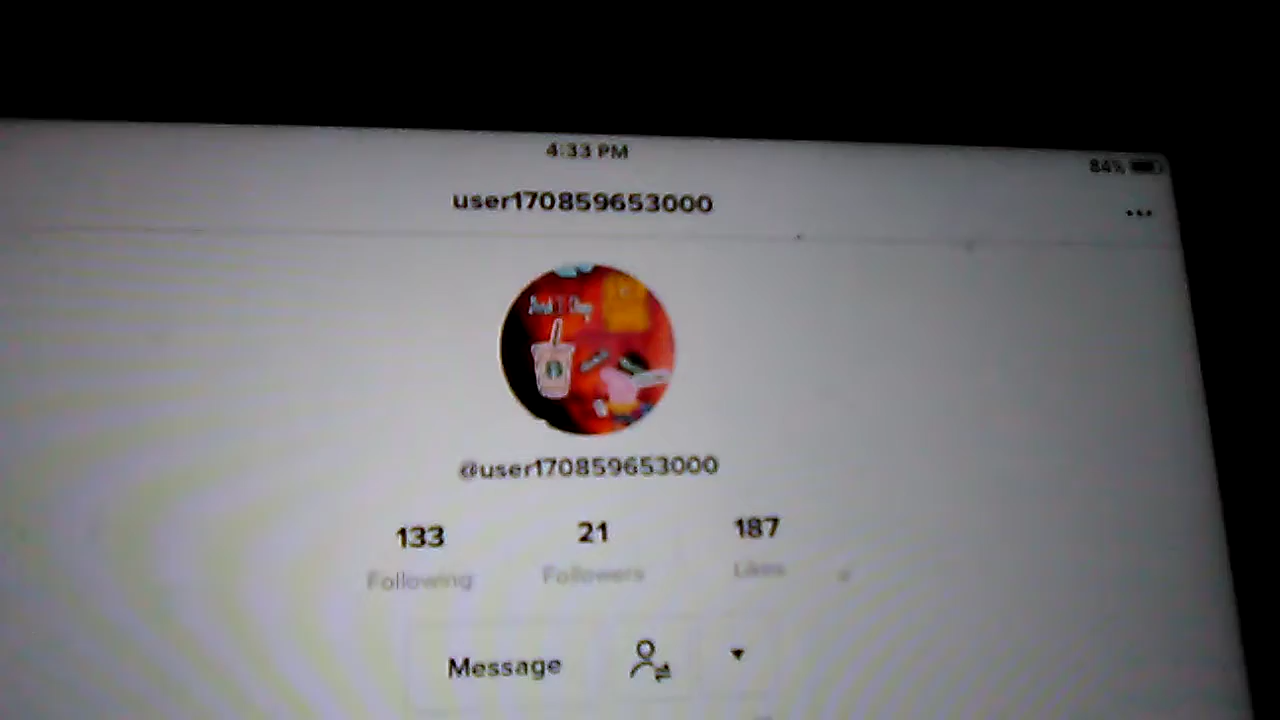 4:33 PM
84%
user170859653000
@user170859653000
133 21 187
Following Followers Likes
Message